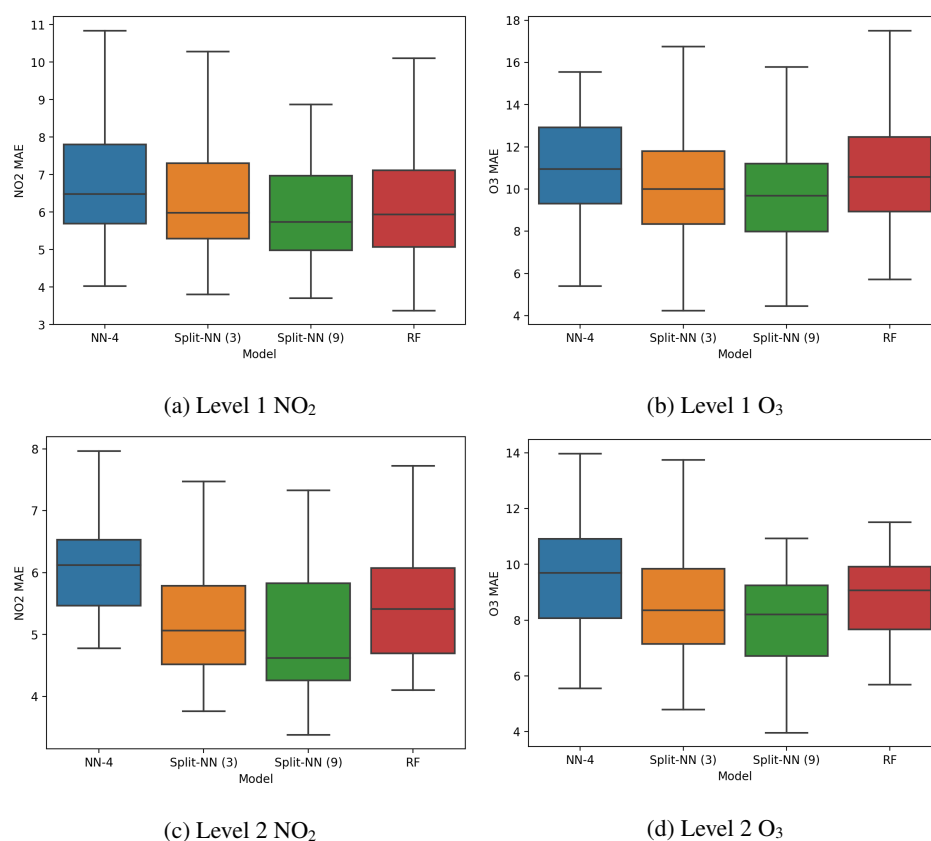 11
10
9
8
7
6
5
4
3
NO2 MAE
NN-4 Split-NN (3) Split-NN (9) RF
Model
(a) Level 1 NO₂
18
16
14
12
10
8
6
4
O3 MAE
NN-4 Split-NN (3) Split-NN (9) RF
Model
(b) Level 1 O₃
8
7
6
5
4
NO2 MAE
NN-4 Split-NN (3) Split-NN (9) RF
Model
(c) Level 2 NO₂
14
12
10
8
6
4
O3 MAE
NN-4 Split-NN (3) Split-NN (9) RF
Model
(d) Level 2 O₃